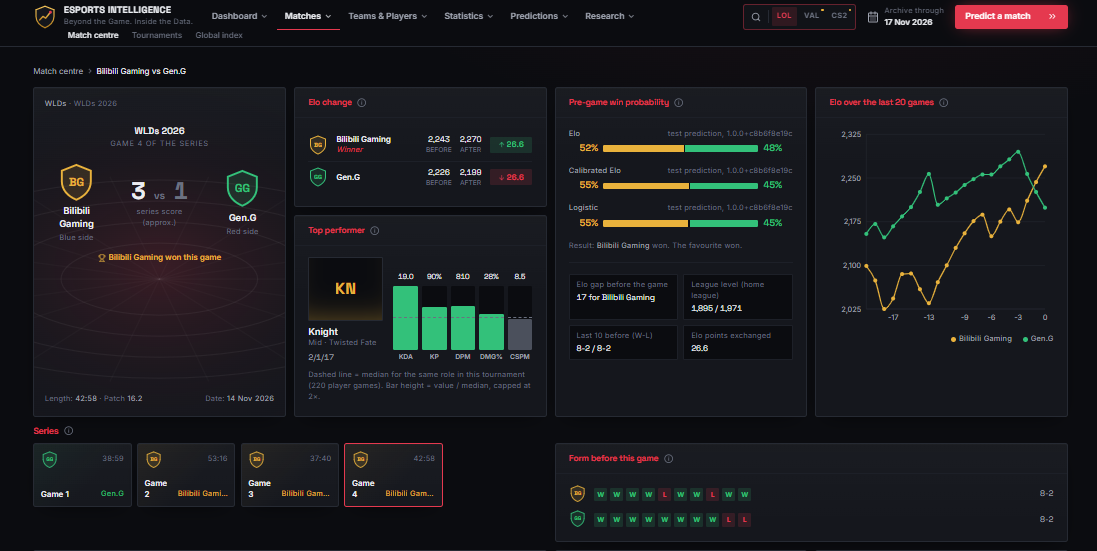 ESPORTS INTELLIGENCE
Beyond the Game. Inside the Data.
Dashboard
Matches
Teams & Players
Statistics
Predictions
Research
LOL
VAL
CS2
Archive through
17 Nov 2026
Predict a match »
Match centre
Tournaments
Global index
Match centre > Bilibili Gaming vs Gen.G
WLDs · WLDs 2026
WLDs 2026
GAME 4 OF THE SERIES
BG
Bilibili
Gaming
Blue side
3 vs 1
series score
(approx.)
GG
Gen.G
Red side
Bilibili Gaming won this game
Length: 42:58 · Patch 16.2
Date: 14 Nov 2026
Elo change
BG
Bilibili Gaming
Winner
2,243
BEFORE
2,270
AFTER
↑ 26.6
GG
Gen.G
2,226
BEFORE
2,199
AFTER
↓ 26.6
Top performer
KN
Knight
Mid · Twisted Fate
2/1/17
19.0 90% 810 28% 8.5
KDA KP DPM DMG% CSPM
Dashed line = median for the same role in this tournament
(220 player games). Bar height = value / median, capped at
2×.
Pre-game win probability
Elo
test prediction, 1.0.0+c8b6f8e19c
52% 48%
Calibrated Elo
test prediction, 1.0.0+c8b6f8e19c
55% 45%
Logistic
test prediction, 1.0.0+c8b6f8e19c
55% 45%
Result: Bilibili Gaming won. The favourite won.
Elo gap before the game
17 for Bilibili Gaming
League level (home
league)
1,895 / 1,971
Last 10 before (W-L)
8-2 / 8-2
Elo points exchanged
26.6
Elo over the last 20 games
2,325
2,250
2,175
2,100
2,025
-17 -13 -9 -6 -3 0
Bilibili Gaming
Gen.G
Series
GG
38:59
Game 1
Gen.G
BG
53:16
Game
2
Bilibili Gami...
BG
37:40
Game
3
Bilibili Gam...
BG
42:58
Game
4
Bilibili Gam...
Form before this game
BG W W W W L W W L W W 8-2
GG W W W W W W W W L L 8-2